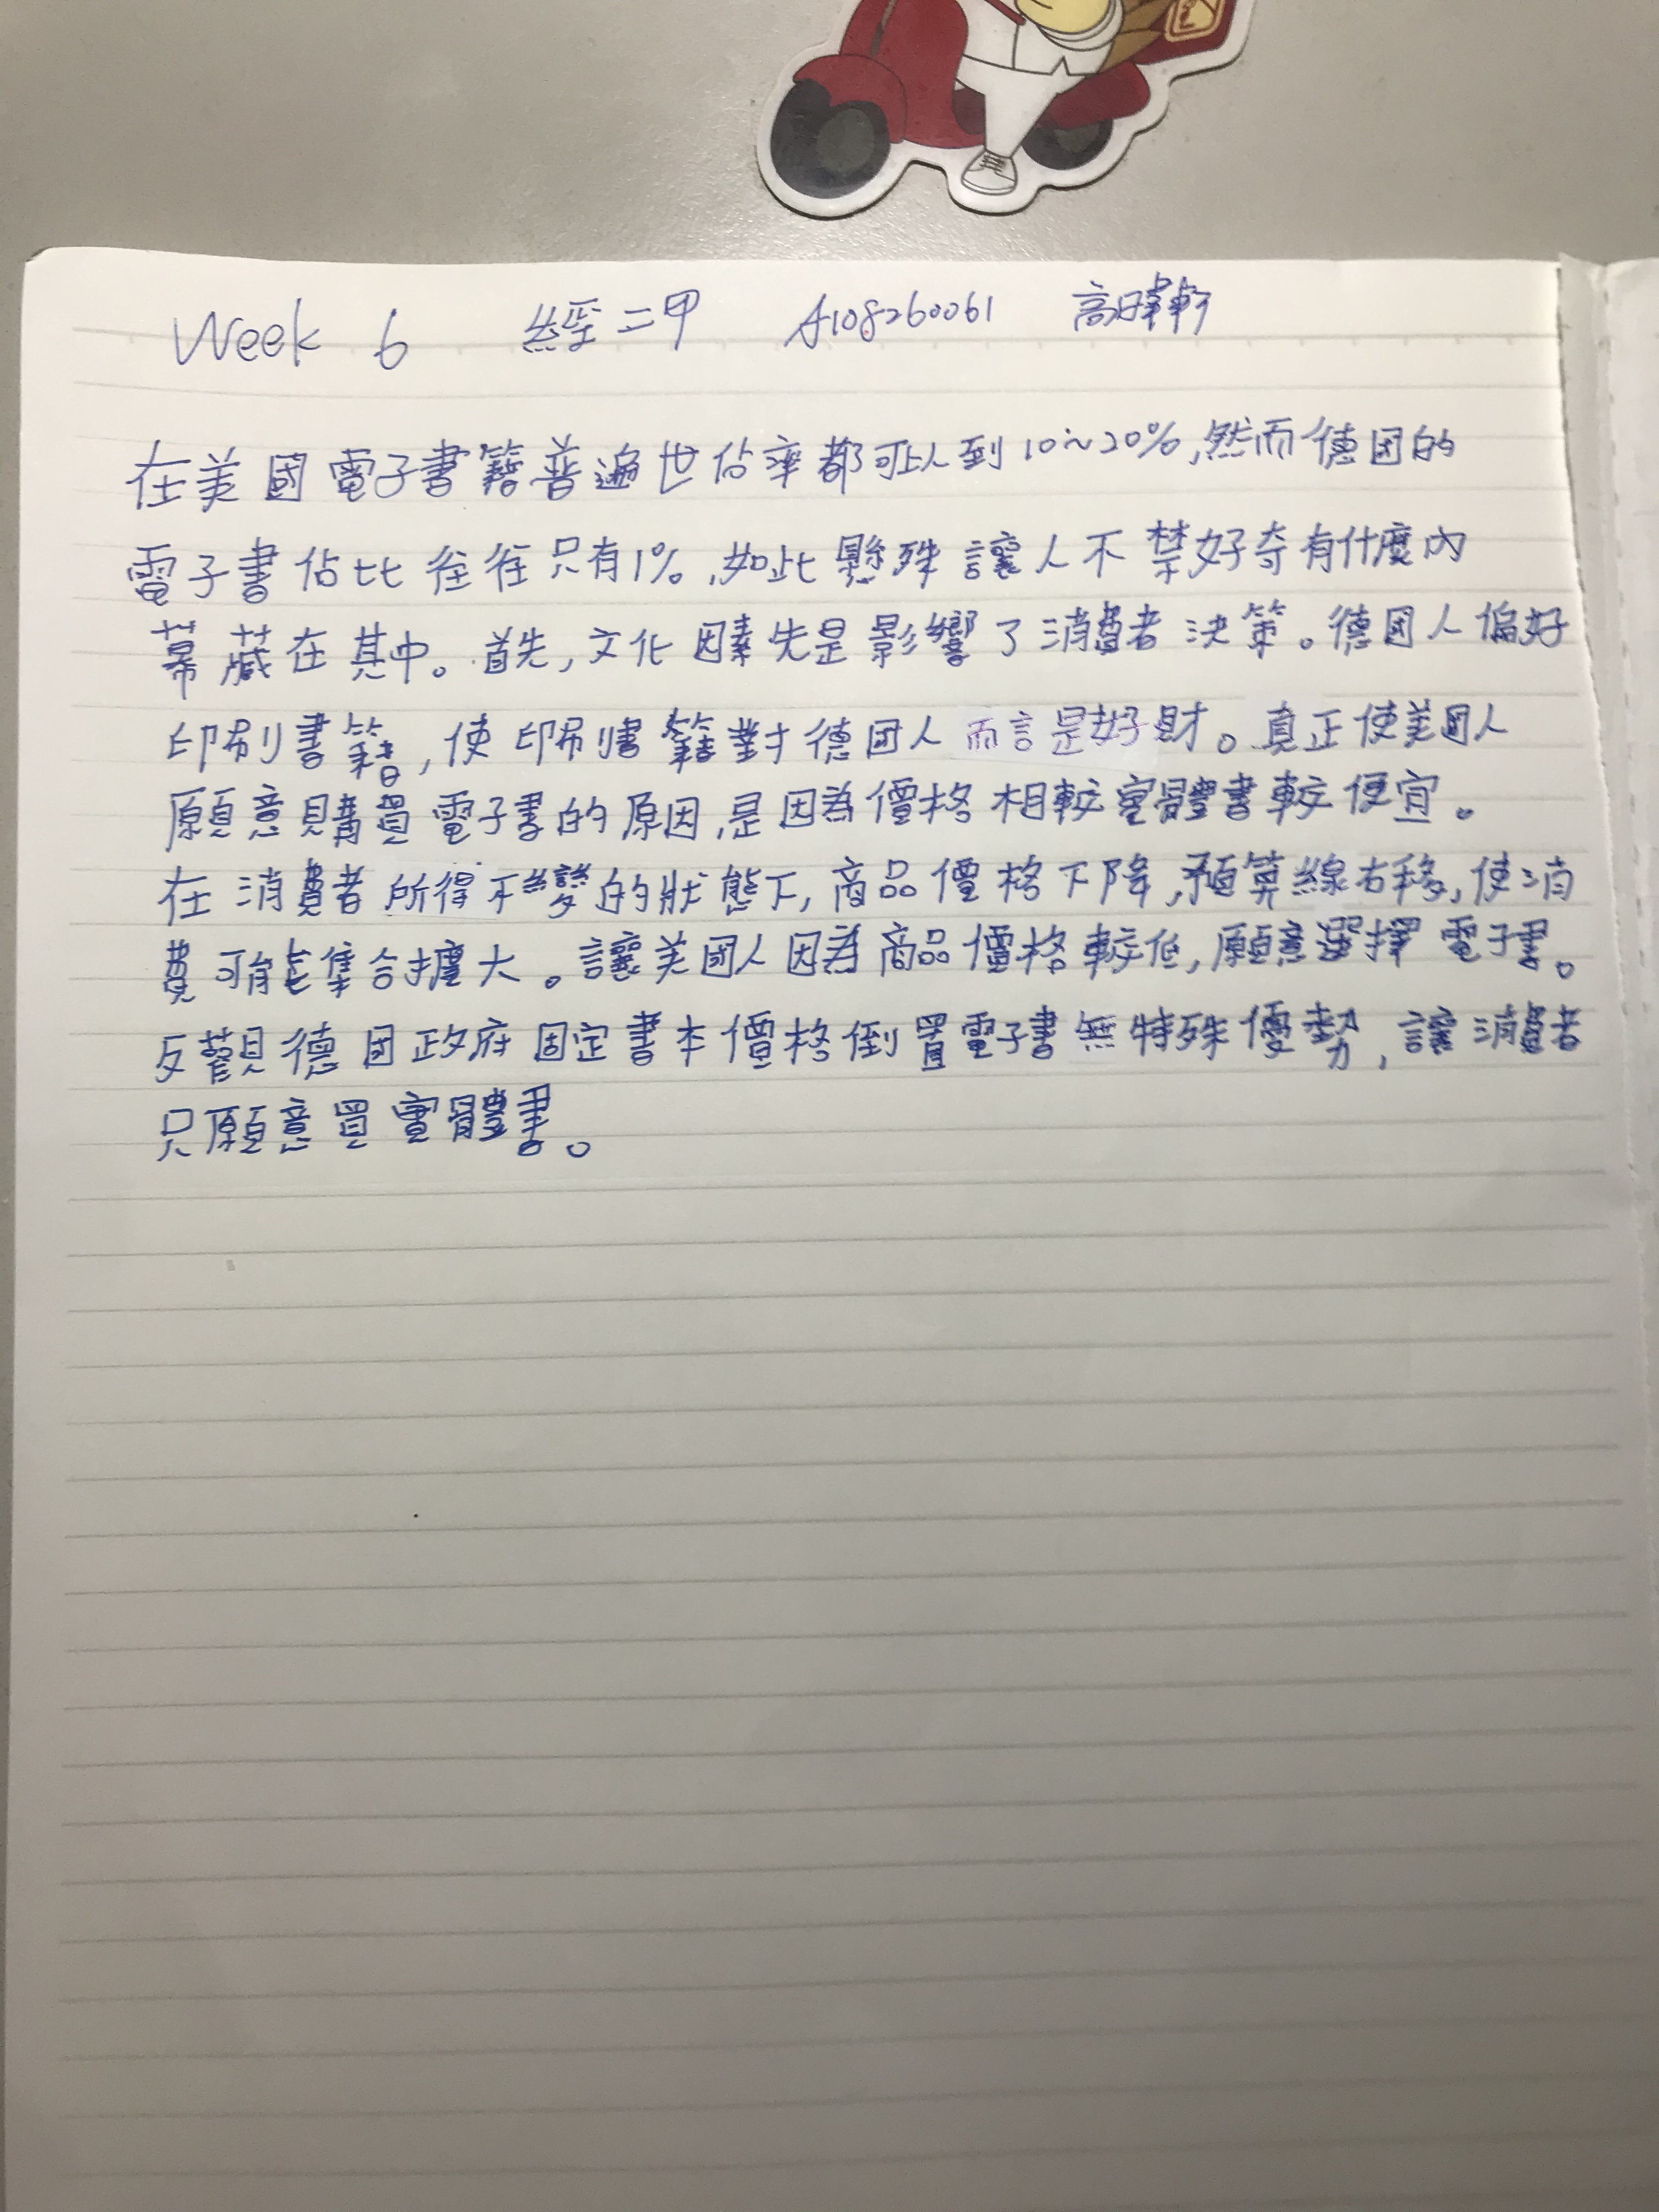 Week 6 經二甲 A108260061 高暐軒
在美國電子書籍普遍世佔率都可以到10~20%,然而德国的
電子書佔比往往只有1%。,如此懸殊讓人不禁好奇有什麼內
幕藏在其中。首先,文化因素先是影響了消費者決策。德国人偏好
印刷書籍,使印刷書籍對德国人而言是好財。真正使美國人
願意購買電子書的原因,是因為價格相較實體書較便宜。
在消費者所得不變的狀態下,商品價格下降,預算線右移,使消
費可能集合擴大。讓美國人因為商品價格較低,願意選擇電子書。
反觀德国政府固定書本價格倒置電子書無特殊優勢,讓消費者
只願意買實體書。